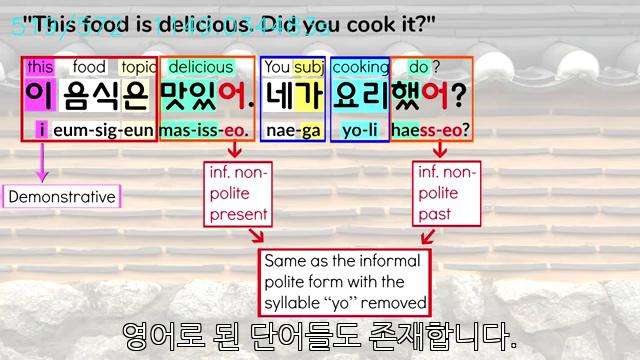 "This food is delicious. Did you cook it?"
this food topic delicious You subj cooking do ?
이 음식은 맛있어. 네가 요리했어?
i eum-sig-eun mas-iss-eo. nae-ga yo-li haess-eo?
Demonstrative
inf. non-
polite
present
inf. non-
polite
past
Same as the informal
polite form with the
syllable “yo” removed
영어로 된 단어들도 존재합니다.